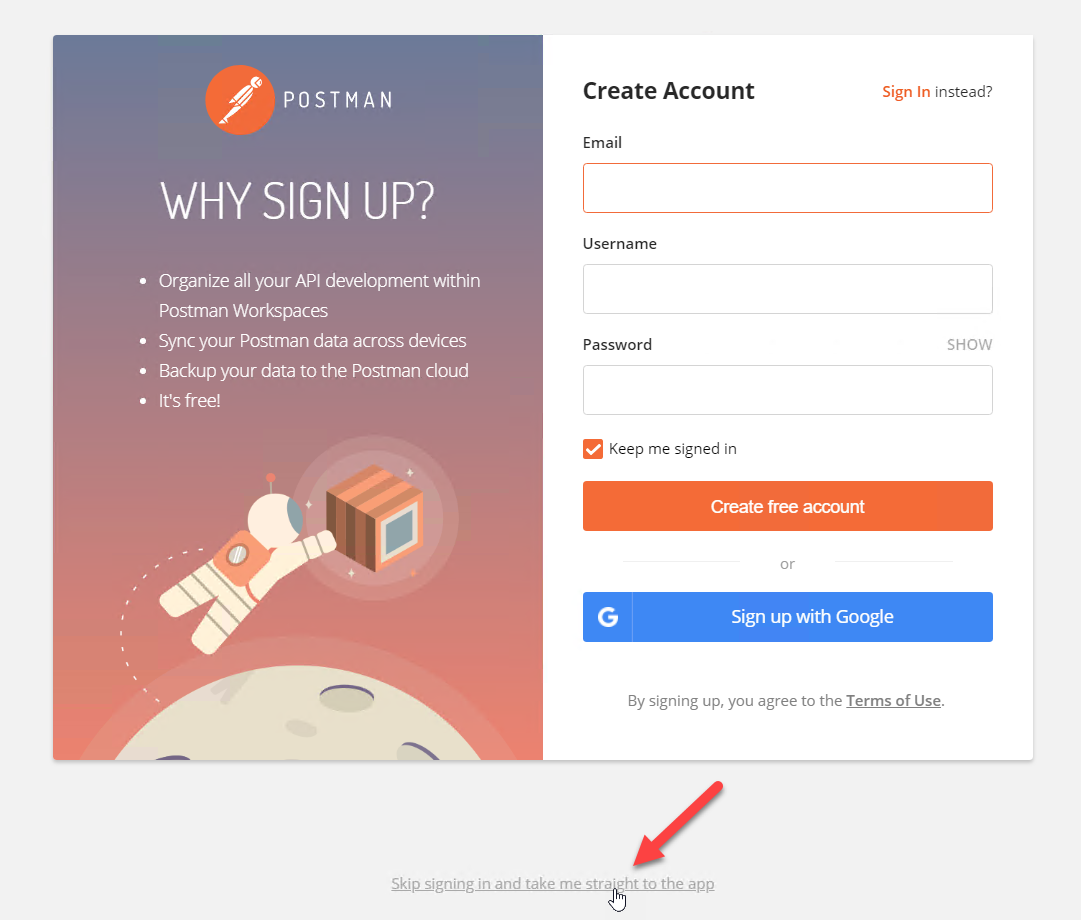 POSTMAN
WHY SIGN UP?
• Organize all your API development within
Postman Workspaces
• Sync your Postman data across devices
• Backup your data to the Postman cloud
• It's free!
Create Account
Sign In instead?
Email
Username
Password
SHOW
Keep me signed in
Create free account
or
G
Sign up with Google
By signing up, you agree to the Terms of Use.
Skip signing in and take me straight to the app